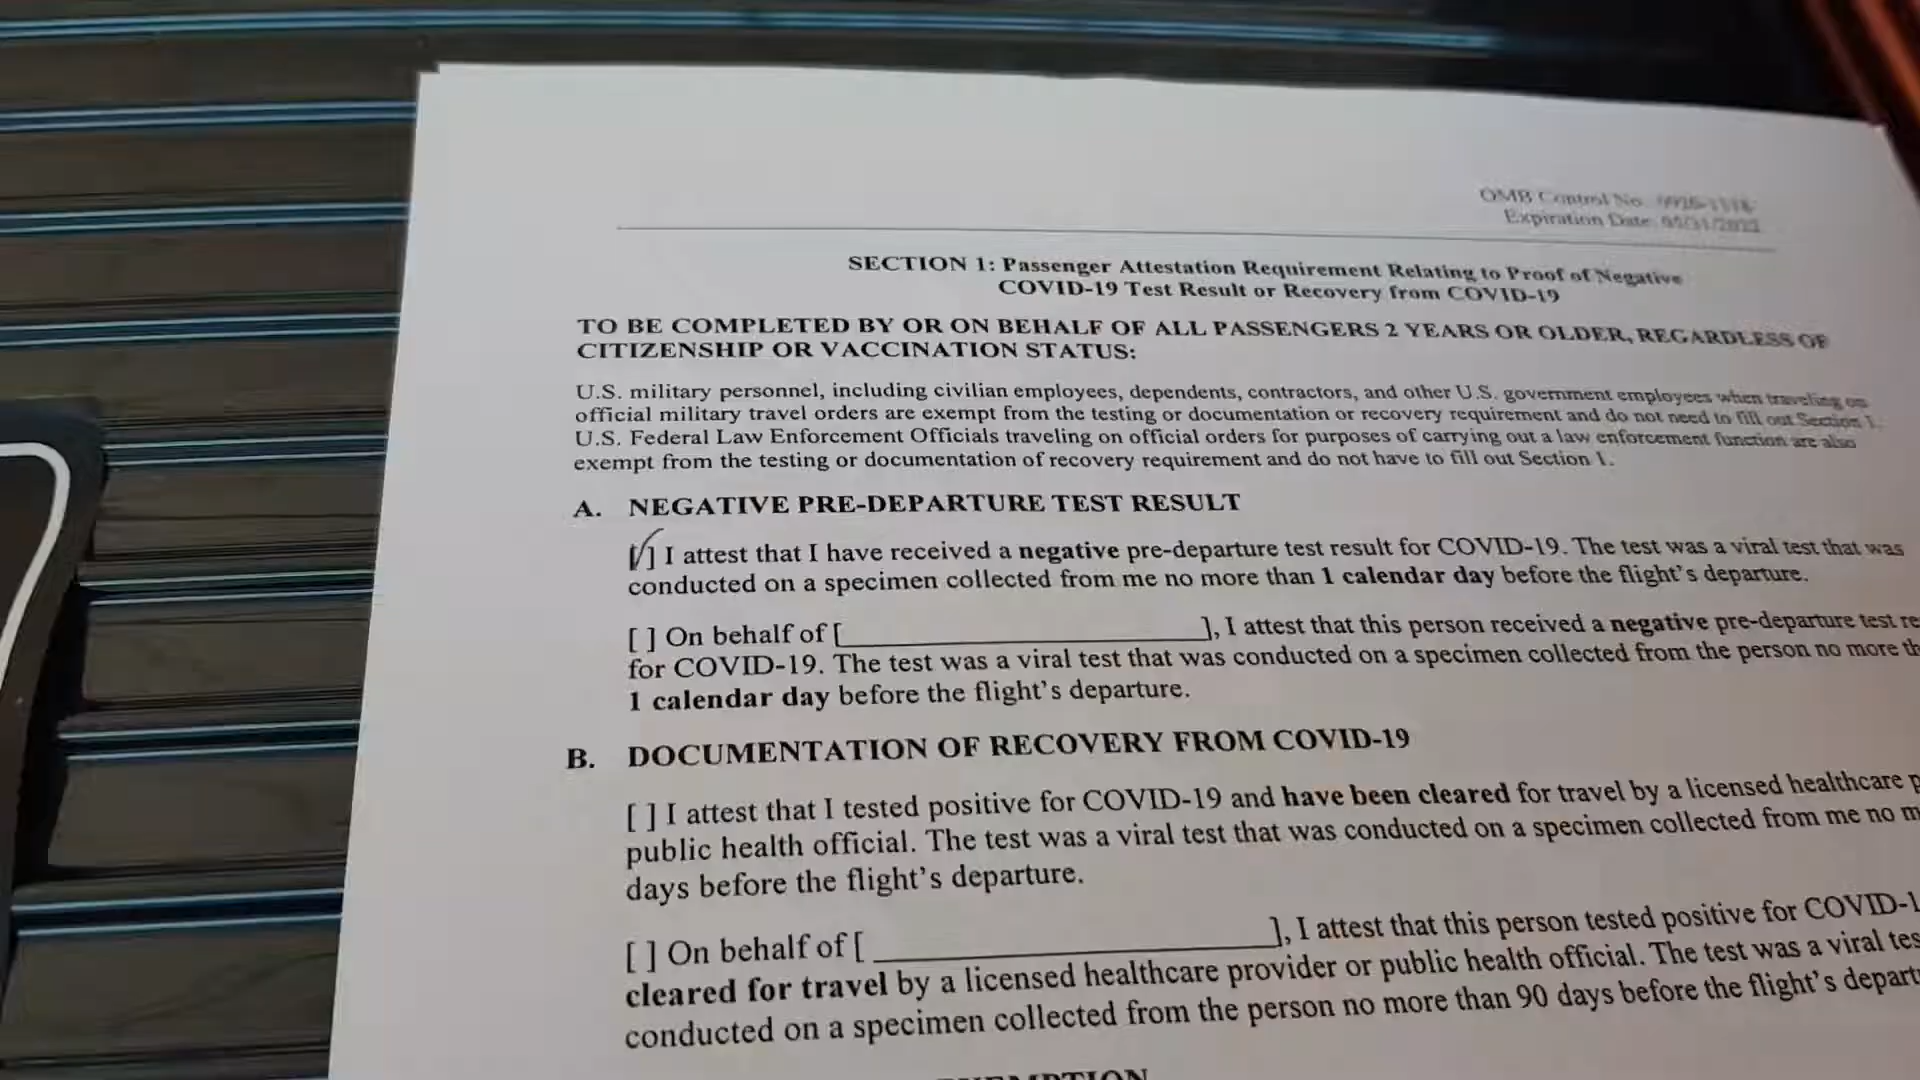 OMB Control No.
Expiration Date:
SECTION 1: Passenger Attestation Requirement Relating to Proof of Negative
COVID-19 Test Result or Recovery from COVID-19
TO BE COMPLETED BY OR ON BEHALF OF ALL PASSENGERS 2 YEARS OR OLDER, REGARDLESS OF
CITIZENSHIP OR VACCINATION STATUS:
U.S. military personnel, including civilian employees, dependents, contractors, and other U.S. government employees when traveling on
official military travel orders are exempt from the testing or documentation or recovery requirement and do not need to fill out Section 1.
U.S. Federal Law Enforcement Officials traveling on official orders for purposes of carrying out a law enforcement function are also
exempt from the testing or documentation of recovery requirement and do not have to fill out Section 1.
A. NEGATIVE PRE-DEPARTURE TEST RESULT
[✓] I attest that I have received a negative pre-departure test result for COVID-19. The test was a viral test that was
conducted on a specimen collected from me no more than 1 calendar day before the flight's departure.
[ ] On behalf of [____________________], I attest that this person received a negative pre-departure test re
for COVID-19. The test was a viral test that was conducted on a specimen collected from the person no more th
1 calendar day before the flight's departure.
B. DOCUMENTATION OF RECOVERY FROM COVID-19
[ ] I attest that I tested positive for COVID-19 and have been cleared for travel by a licensed healthcare p
public health official. The test was a viral test that was conducted on a specimen collected from me no m
days before the flight's departure.
[ ] On behalf of [____________________], I attest that this person tested positive for COVID-1
cleared for travel by a licensed healthcare provider or public health official. The test was a viral tes
conducted on a specimen collected from the person no more than 90 days before the flight's depart